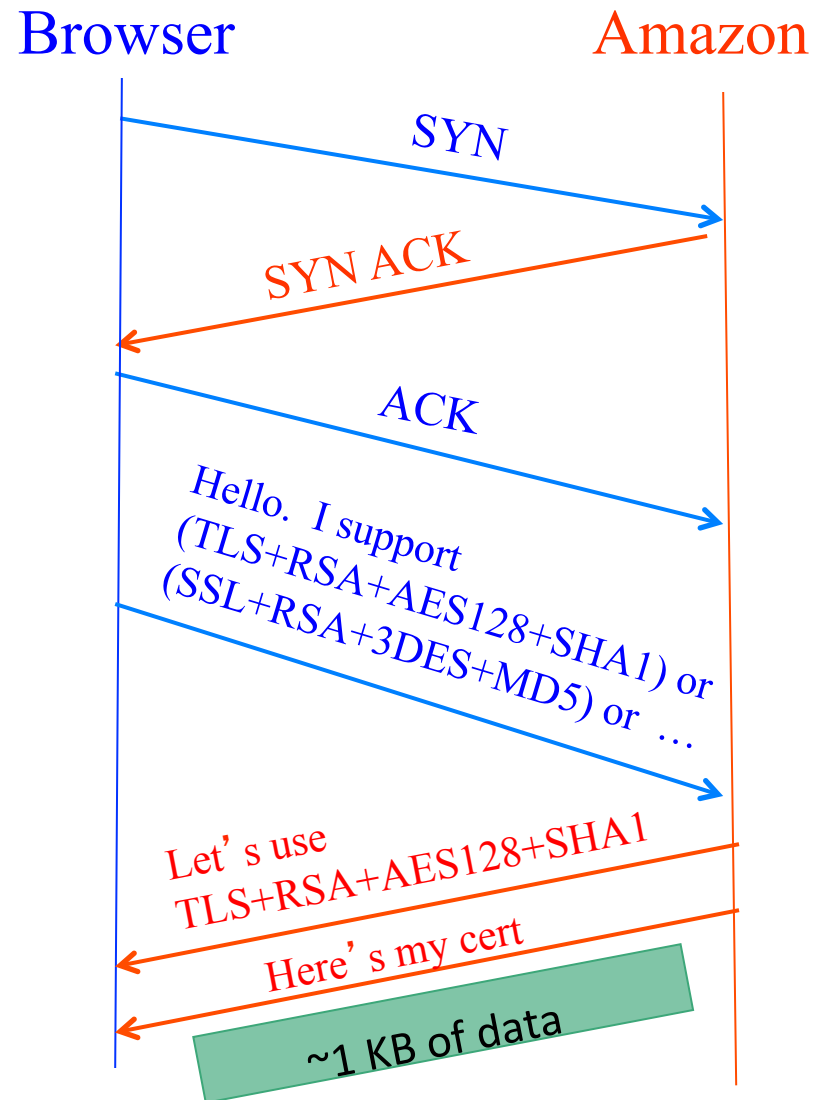 Browser
Amazon
SYN
SYN ACK
ACK
Hello. I support
(TLS+RSA+AES128+SHA1) or
(SSL+RSA+3DES+MD5) or …
Let’s use
TLS+RSA+AES128+SHA1
Here’s my cert
~1 KB of data